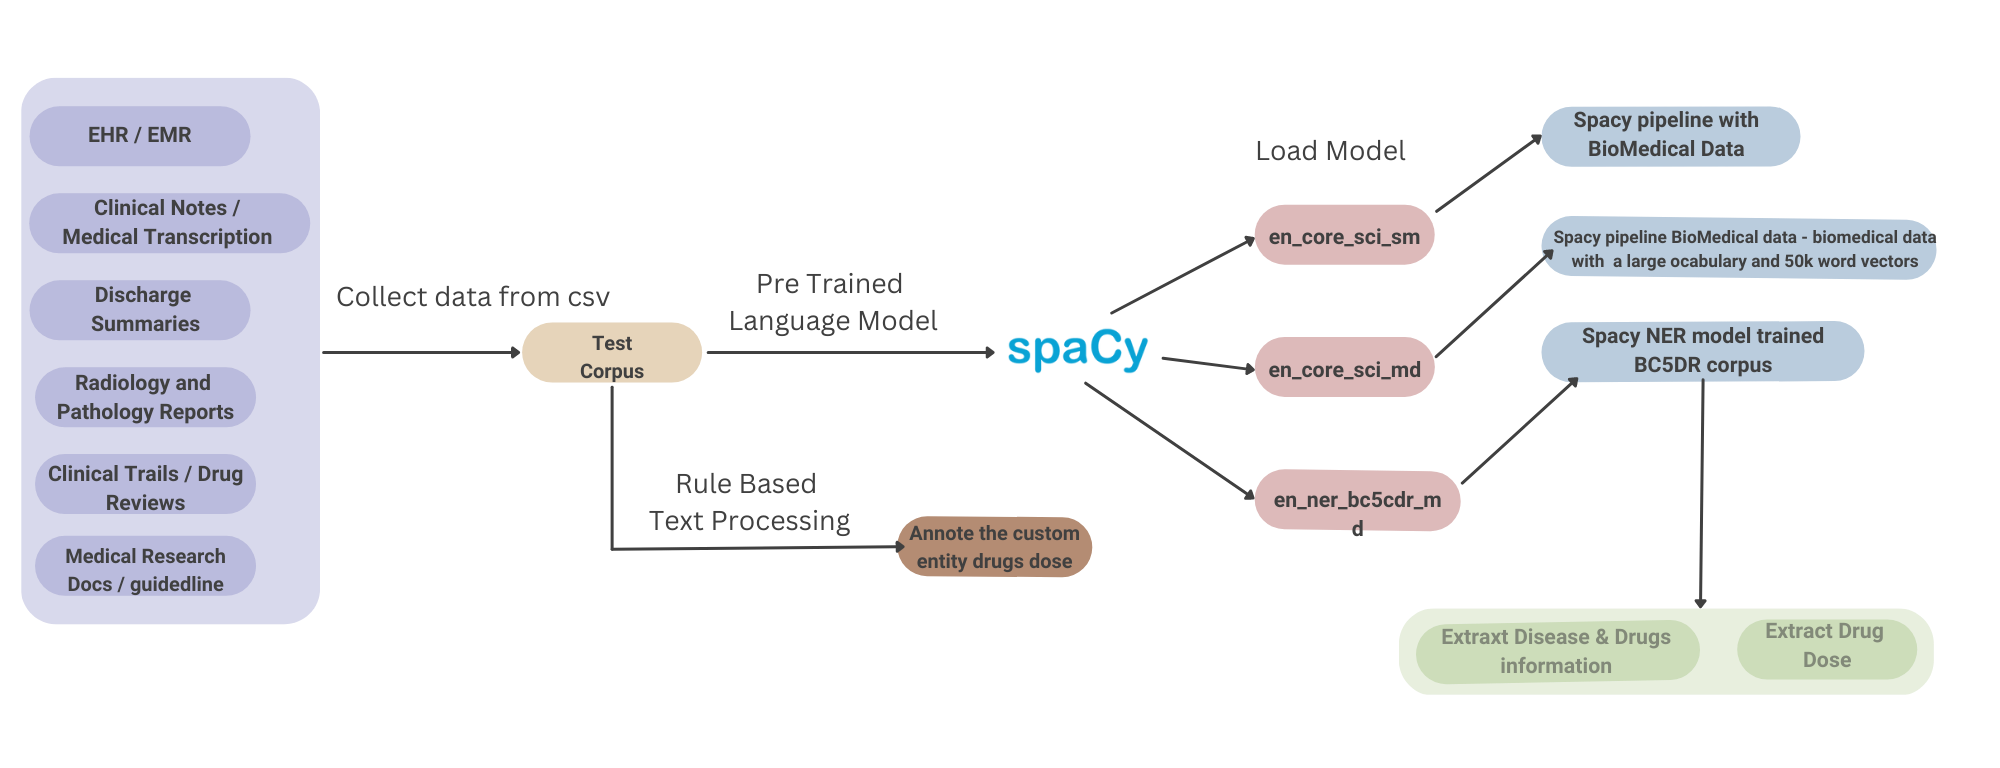 EHR / EMR
Clinical Notes /
Medical Transcription
Discharge
Summaries
Radiology and
Pathology Reports
Clinical Trails / Drug
Reviews
Medical Research
Docs / guidedline
Collect data from csv
Test
Corpus
Pre Trained
Language Model
Rule Based
Text Processing
Annote the custom
entity drugs dose
spaCy
Load Model
en_core_sci_sm
en_core_sci_md
en_ner_bc5cdr_m
d
Spacy pipeline with
BioMedical Data
Spacy pipeline BioMedical data - biomedical data
with a large ocabulary and 50k word vectors
Spacy NER model trained
BC5DR corpus
Extraxt Disease & Drugs
information
Extract Drug
Dose